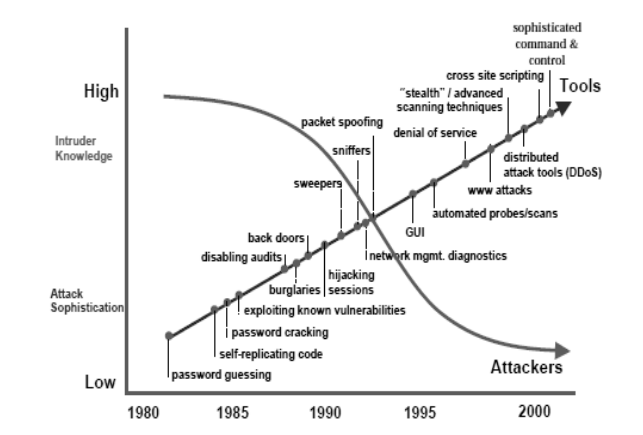 sophisticated
command &
control
cross site scripting
Tools
High
"stealth" / advanced
scanning techniques
packet spoofing
denial of service
Intruder
Knowledge
sniffers
distributed
attack tools (DDoS)
sweepers
www attacks
automated probes/scans
GUI
back doors
disabling audits
network mgmt. diagnostics
hijacking
sessions
burglaries
Attack
Sophistication
exploiting known vulnerabilities
password cracking
self-replicating code
Attackers
password guessing
Low
1980 1985 1990 1995 2000